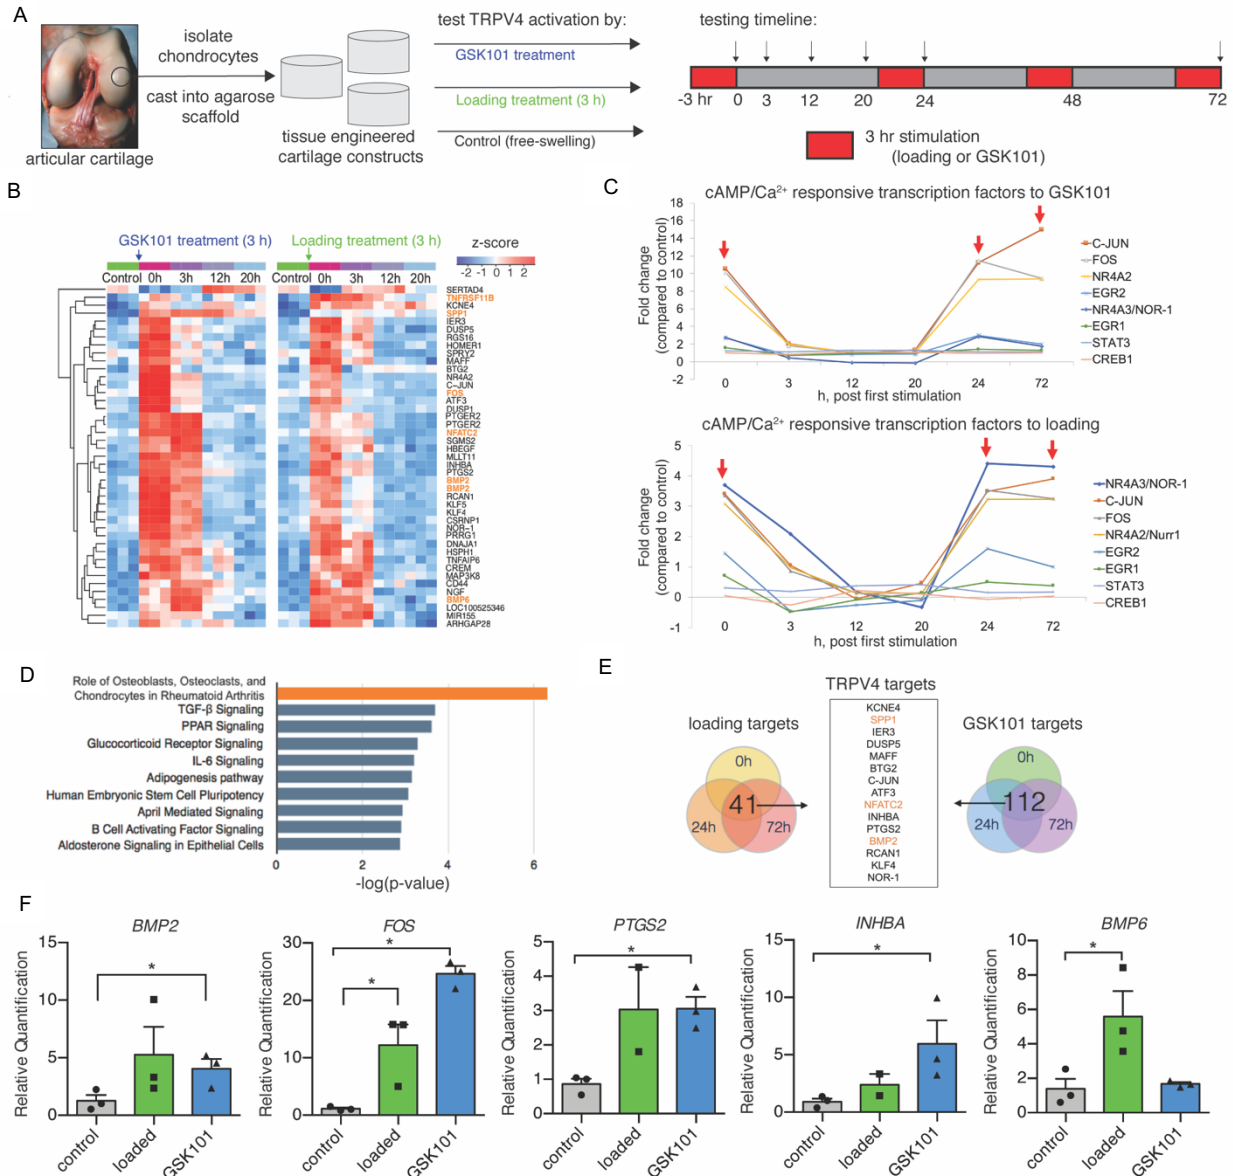 A
isolate
chondrocytes
cast into agarose
scaffold
articular cartilage
tissue engineered
cartilage constructs
test TRPV4 activation by:
GSK101 treatment
Loading treatment (3 h)
Control (free-swelling)
testing timeline:
-3 hr 0 3 12 20 24 48 72
3 hr stimulation
(loading or GSK101)
B
GSK101 treatment (3 h)
Loading treatment (3 h)
z-score
-2 -1 0 1 2
Control 0h 3h 12h 20h
Control 0h 3h 12h 20h
SERTAD4
TNFRSF11B
KCNE4
SPP1
IER3
DUSP5
RGS16
HOMER1
SPRY2
MAFF
BTG2
NR4A2
C-JUN
FOS
ATF3
DUSP1
PTGER2
PTGER2
NFATC2
SGMS2
HBEGF
MLLT11
INHBA
PTGS2
BMP2
BMP2
RCAN1
KLF5
KLF4
CSRNP1
NOR-1
PRRG1
DNAJA1
HSPH1
TNFAIP6
CREM
MAP3K8
CD44
NGF
BMP6
LOC100525346
MIR155
ARHGAP28
C
cAMP/Ca²⁺ responsive transcription factors to GSK101
Fold change
(compared to control)
18
16
14
12
10
8
6
4
2
0
-2
0 3 12 20 24 72
h, post first stimulation
C-JUN
FOS
NR4A2
EGR2
NR4A3/NOR-1
EGR1
STAT3
CREB1
cAMP/Ca²⁺ responsive transcription factors to loading
Fold change
(compared to control)
5
4
3
2
1
0
-1
0 3 12 20 24 72
h, post first stimulation
NR4A3/NOR-1
C-JUN
FOS
NR4A2/Nurr1
EGR2
EGR1
STAT3
CREB1
D
Role of Osteoblasts, Osteoclasts, and
Chondrocytes in Rheumatoid Arthritis
TGF-β Signaling
PPAR Signaling
Glucocorticoid Receptor Signaling
IL-6 Signaling
Adipogenesis pathway
Human Embryonic Stem Cell Pluripotency
April Mediated Signaling
B Cell Activating Factor Signaling
Aldosterone Signaling in Epithelial Cells
0 2 4 6
-log(p-value)
E
TRPV4 targets
loading targets
0h
41
24h
72h
KCNE4
SPP1
IER3
DUSP5
MAFF
BTG2
C-JUN
ATF3
NFATC2
INHBA
PTGS2
BMP2
RCAN1
KLF4
NOR-1
GSK101 targets
0h
112
24h
72h
F
BMP2
Relative Quantification
15
10
5
0
*
control
loaded
GSK101
FOS
Relative Quantification
30
20
10
0
*
*
control
loaded
GSK101
PTGS2
Relative Quantification
5
4
3
2
1
0
*
control
loaded
GSK101
INHBA
Relative Quantification
15
10
5
0
*
control
loaded
GSK101
BMP6
Relative Quantification
10
8
6
4
2
0
*
control
loaded
GSK101